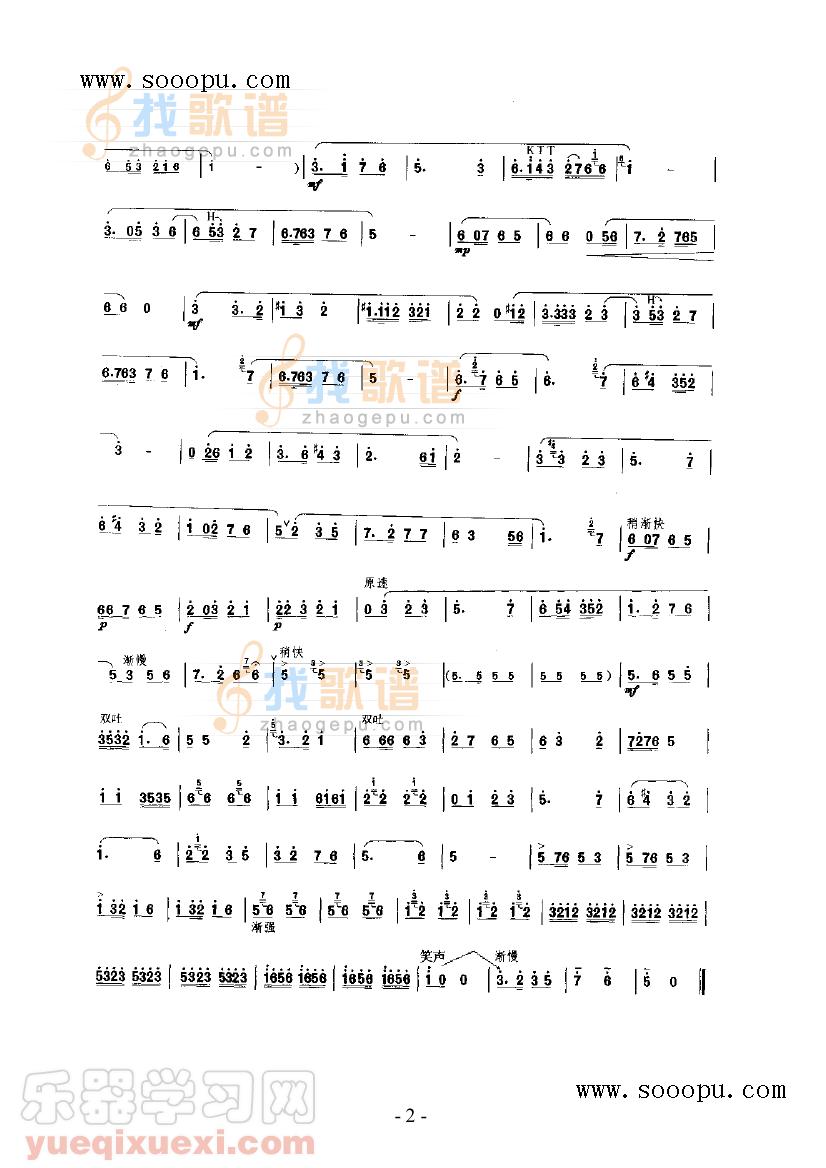 www.sooopu.com
找歌谱
zhaogepu.com
6 53 216 | 1 - ) | 3. 1 7 6 | 5. 3 | 6.143 2766 | 1 - |
KTT
mf
3. 05 3 6 | 6 53 2 7 | 6.763 7 6 | 5 - | 6 07 6 5 | 6 6 0 56 | 7. 2 765 |
H
mp
6 6 0 | 3 3. 2 | #1 3 2 | #1.112 321 | 2 2 0 #12 | 3.333 2 3 | 3 53 2 7 |
H
mf
6.763 7 6 | 1. 7 | 6.763 7 6 | 5 - | 6. 7 6 5 | 6. 7 | 6 #4 352 |
f
找歌谱
zhaogepu.com
3 - | 0 26 1 2 | 3. 6 #4 3 | 2. 61 | 2 - | 3 3 2 3 | 5. 7 |
6 #4 3 2 | 1 02 7 6 | 5 2 3 5 | 7. 2 7 7 | 6 3 56 | 1. 7 | 6 07 6 5 |
稍渐快
f
原速
66 7 6 5 | 2 03 2 1 | 22 3 2 1 | 0 3 2 3 | 5. 7 | 6 54 352 | 1. 2 7 6 |
p f p
渐慢 稍快
5 3 5 6 | 7. 2 6 6 | 5 5 | 5 5 | (5. 5 5 5 | 5 5 5 5) | 5. 6 5 5 |
mf
找歌谱
zhaogepu.com
双吐 双吐
3532 1. 6 | 5 5 2 | 3. 2 1 | 6 66 6 3 | 2 7 6 5 | 6 3 2 | 7276 5 |
1 1 3535 | 6 6 6 6 | 1 1 6161 | 2 2 2 2 | 0 1 2 3 | 5. 7 | 6 #4 3 2 |
1. 6 | 2 2 3 5 | 3 2 7 6 | 5. 6 | 5 - | 5 76 5 3 | 5 76 5 3 |
1 32 1 6 | 1 32 1 6 | 5 6 5 6 | 5 6 5 6 | 1 2 1 2 | 1 2 1 2 | 3212 3212 | 3212 3212 |
渐强
笑声 渐慢
5323 5323 | 5323 5323 | 1656 1656 | 1656 1656 | 1 0 0 | 3. 2 3 5 | 7 6 | 5 0 ‖
乐器学习网
yueqixuexi.com
www.sooopu.com
- 2 -